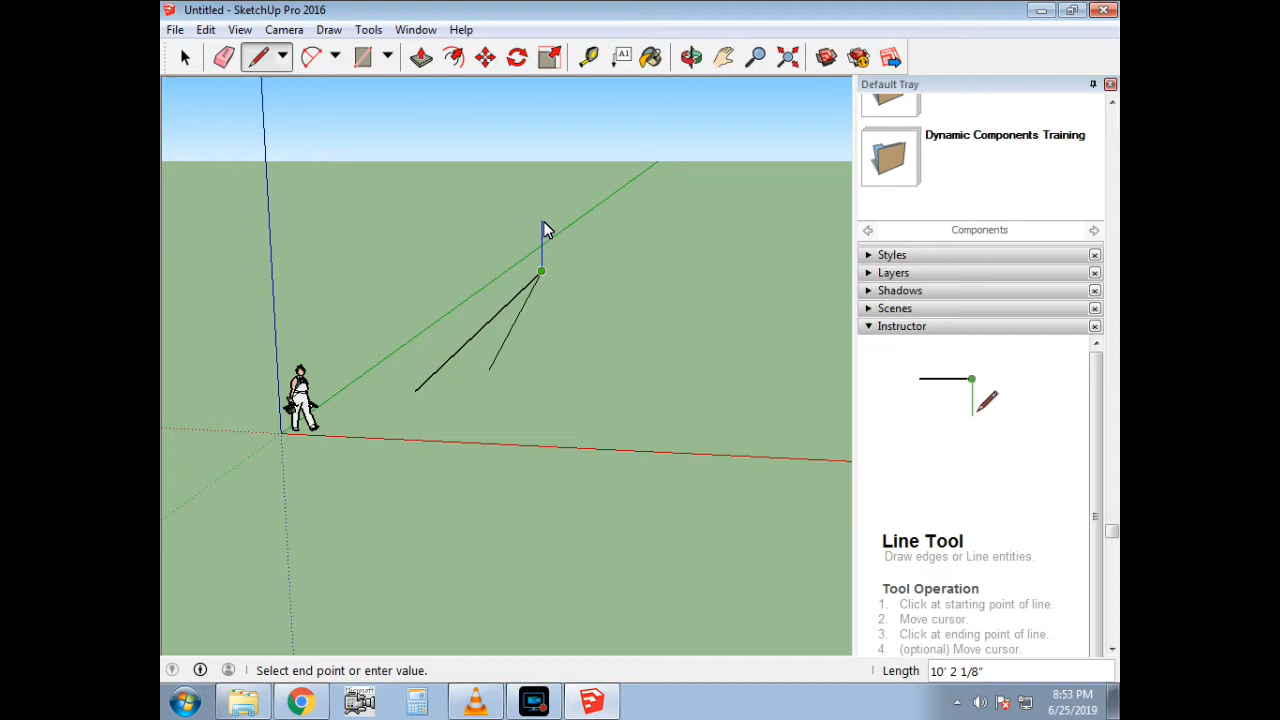 Untitled - SketchUp Pro 2016
File Edit View Camera Draw Tools Window Help
A1
Default Tray
Dynamic Components Training
Components
Styles
Layers
Shadows
Scenes
Instructor
Line Tool
Draw edges or Line entities.
Tool Operation
1. Click at starting point of line.
2. Move cursor.
3. Click at ending point of line.
4. (optional) Move cursor.
Select end point or enter value.
Length 10' 2 1/8"
Microsoft
8:53 PM
6/25/2019